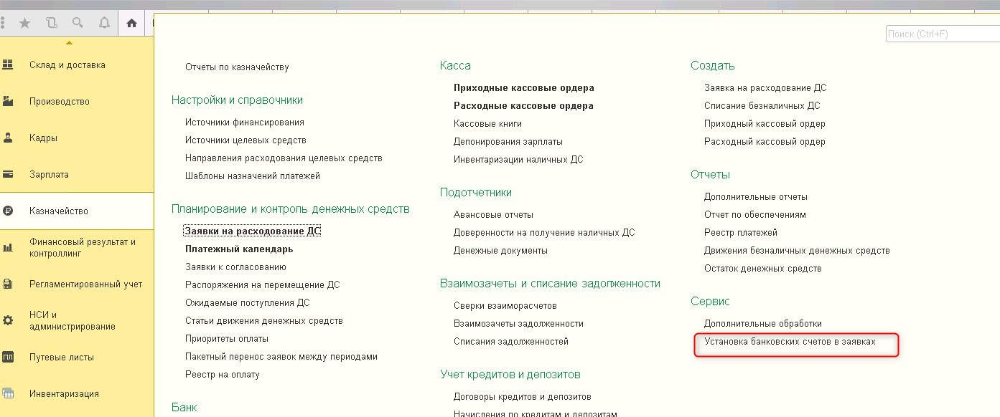 Поиск (Ctrl+F)
Склад и доставка
Производство
Кадры
Зарплата
Казначейство
Финансовый результат и
контроллинг
Регламентированный учет
НСИ и
администрирование
ПЛ
Путевые листы
Инвентаризация
Отчеты по казначейству
Настройки и справочники
Источники финансирования
Источники целевых средств
Направления расходования целевых средств
Шаблоны назначений платежей
Планирование и контроль денежных средств
Заявки на расходование ДС
Платежный календарь
Заявки к согласованию
Распоряжения на перемещение ДС
Ожидаемые поступления ДС
Статьи движения денежных средств
Приоритеты оплаты
Пакетный перенос заявок между периодами
Реестр на оплату
Банк
Касса
Приходные кассовые ордера
Расходные кассовые ордера
Кассовые книги
Депонирования зарплаты
Инвентаризации наличных ДС
Подотчетники
Авансовые отчеты
Доверенности на получение наличных ДС
Денежные документы
Взаимозачеты и списание задолженности
Сверки взаиморасчетов
Взаимозачеты задолженности
Списания задолженностей
Учет кредитов и депозитов
Договоры кредитов и депозитов
Начисления по кредитам и депозитам
Создать
Заявка на расходование ДС
Списание безналичных ДС
Приходный кассовый ордер
Расходный кассовый ордер
Отчеты
Дополнительные отчеты
Отчет по обеспечениям
Реестр платежей
Движения безналичных денежных средств
Остаток денежных средств
Сервис
Дополнительные обработки
Установка банковских счетов в заявках